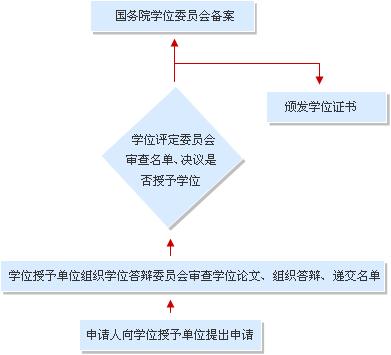 国务院学位委员会备案
颁发学位证书
学位评定委员会
审查名单、决议是
否授予学位
学位授予单位组织学位答辩委员会审查学位论文、组织答辩、递交名单
申请人向学位授予单位提出申请